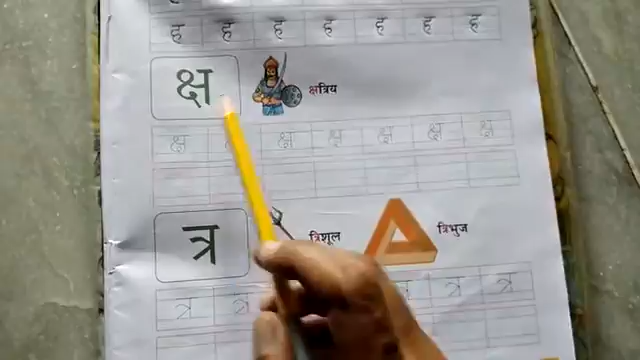 ह ह ह ह ह ह ह
क्ष क्षत्रिय
क्ष क्ष क्ष क्ष क्ष क्ष
त्र त्रिशूल त्रिभुज
त्र त्र त्र त्र त्र